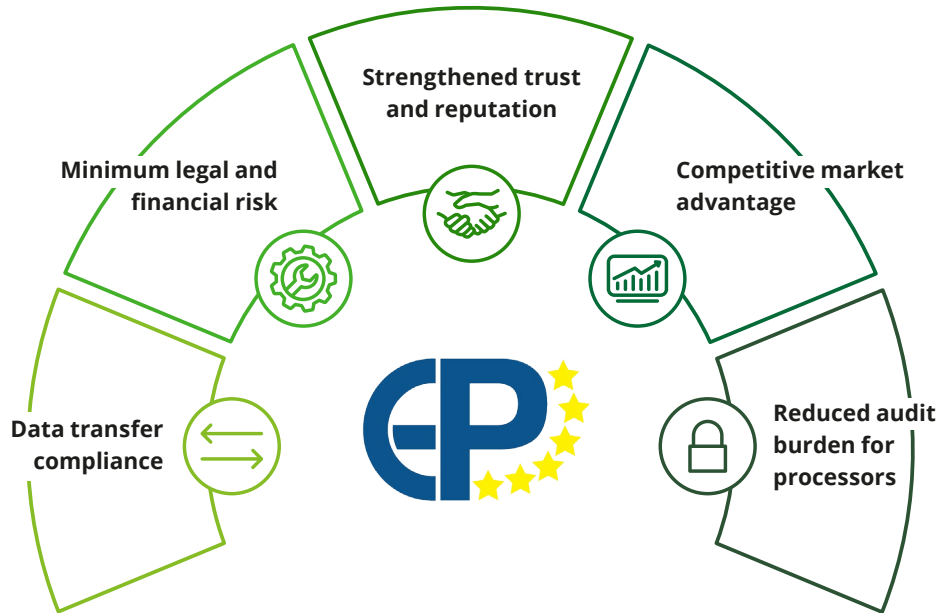 Strengthened trust
and reputation
Minimum legal and
financial risk
Competitive market
advantage
Data transfer
compliance
EP
Reduced audit
burden for
processors